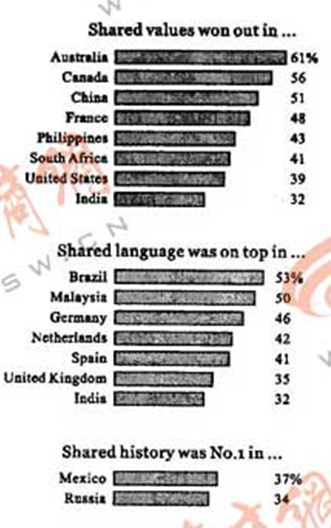 Shared values won out in ...
Australia 61%
Canada 56
China 51
France 48
Philippines 43
South Africa 41
United States 39
India 32
Shared language was on top in ...
Brazil 53%
Malaysia 50
Germany 46
Netherlands 42
Spain 41
United Kingdom 35
India 32
Shared history was No.1 in ...
Mexico 37%
Russia 34